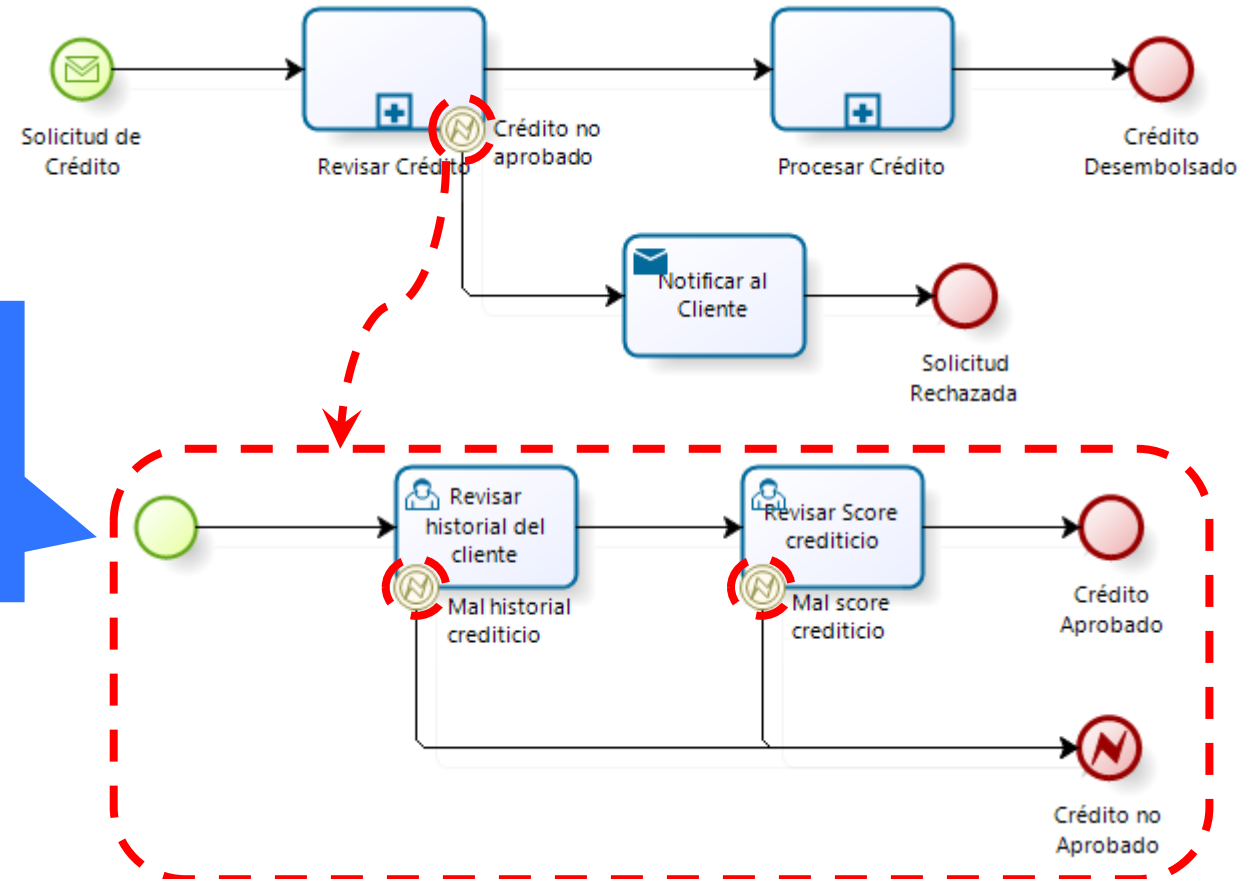 Solicitud de
Crédito
Revisar Crédito
Crédito no
aprobado
Procesar Crédito
Crédito
Desembolsado
Notificar al
Cliente
Solicitud
Rechazada
Revisar
historial del
cliente
Mal historial
crediticio
Revisar Score
crediticio
Mal score
crediticio
Crédito
Aprobado
Crédito no
Aprobado